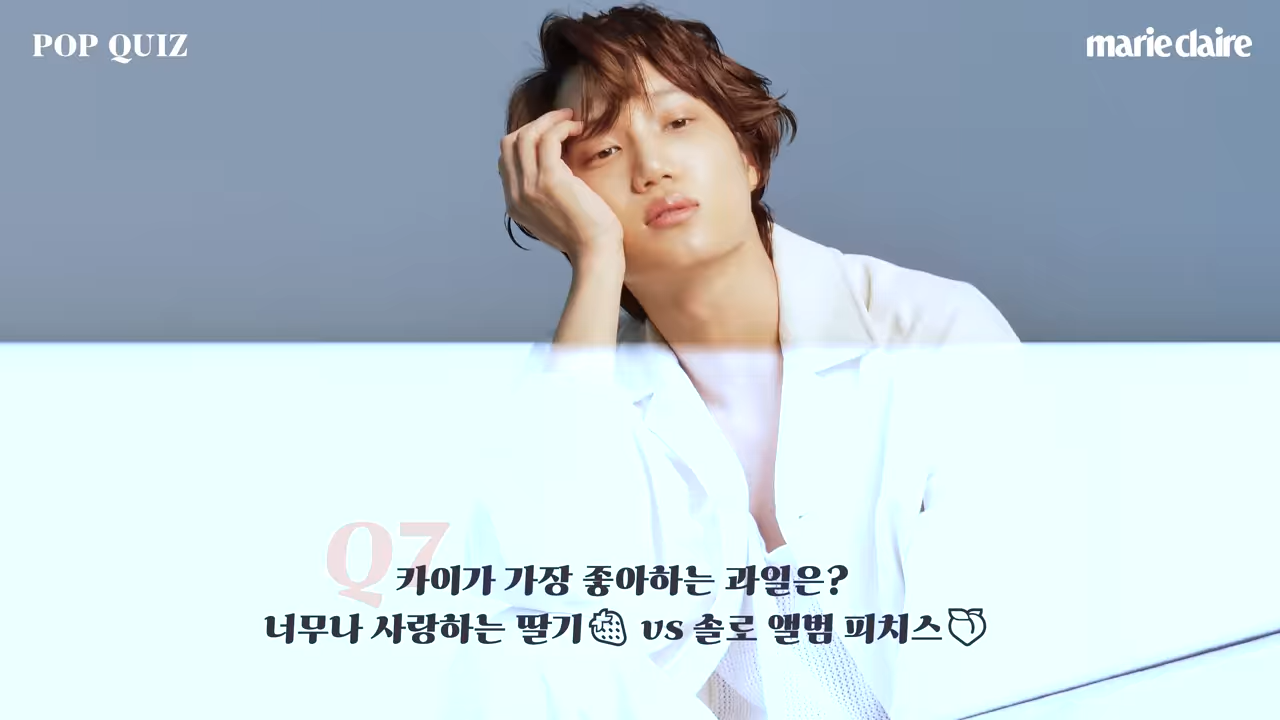 POP QUIZ
marie claire
Q7
카이가 가장 좋아하는 과일은?
너무나 사랑하는 딸기🍓 vs 솔로 앨범 피치스🍑